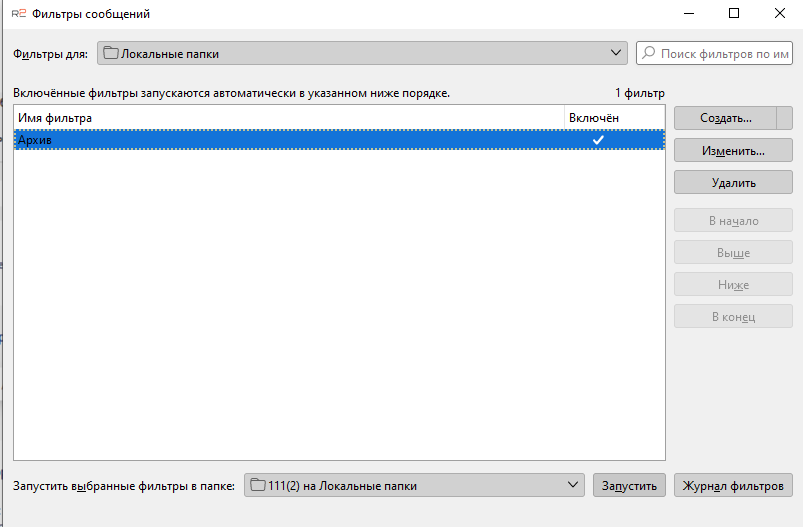 R2 Фильтры сообщений
Фильтры для: Локальные папки Поиск фильтров по им
Включённые фильтры запускаются автоматически в указанном ниже порядке. 1 фильтр
Имя фильтра Включён
Архив
Создать...
Изменить...
Удалить
В начало
Выше
Ниже
В конец
Запустить выбранные фильтры в папке: 111(2) на Локальные папки Запустить Журнал фильтров